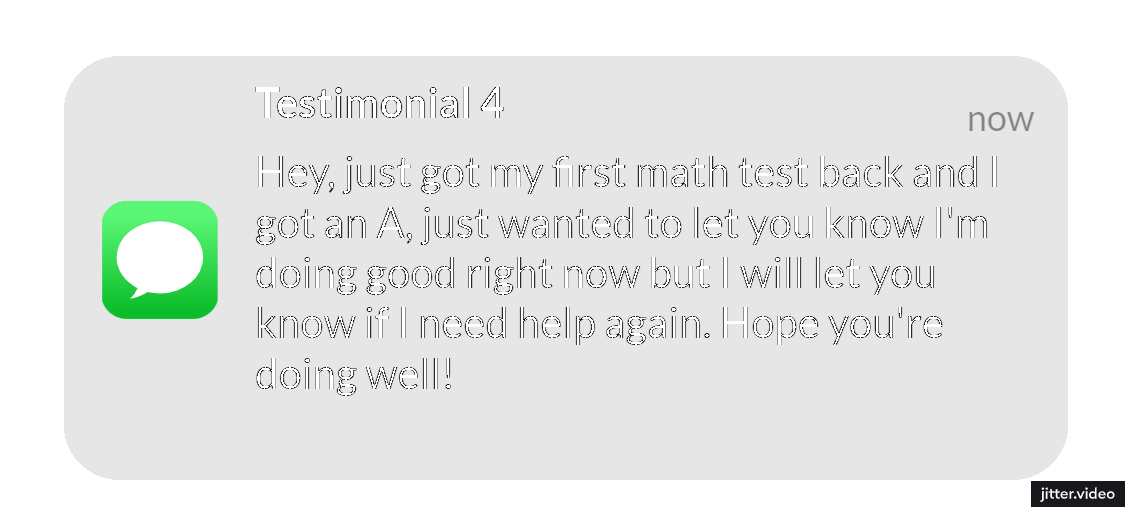 Testimonial 4
now
Hey, just got my first math test back and I
got an A, just wanted to let you know I'm
doing good right now but I will let you
know if I need help again. Hope you're
doing well!
jitter.video